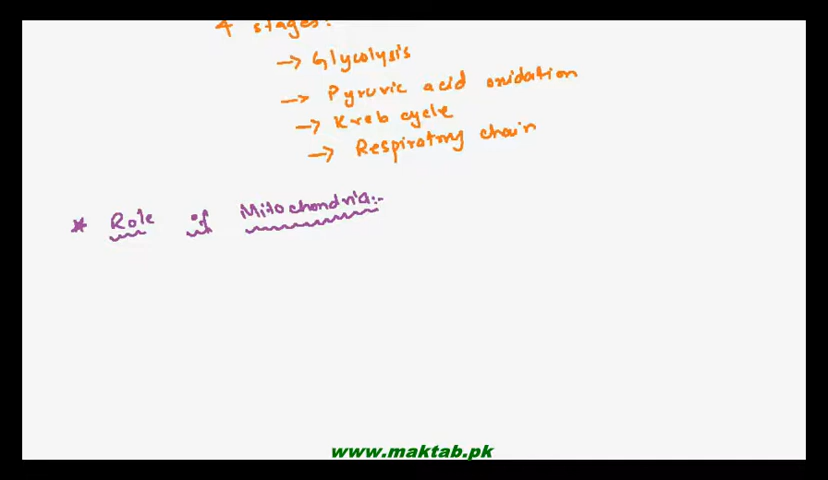 4 stages:
→ Glycolysis
→ Pyruvic acid oxidation
→ Kreb cycle
→ Respiratory chain
* Role of Mitochondria:-
www.maktab.pk